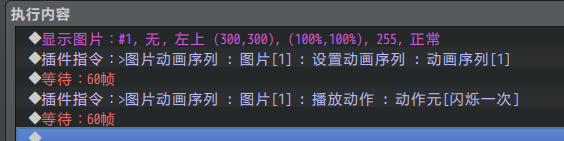 执行内容
◆显示图片:#1, 无, 左上 (300,300), (100%,100%), 255, 正常
◆插件指令:>图片动画序列 : 图片[1] : 设置动画序列 : 动画序列[1]
◆等待:60帧
◆插件指令:>图片动画序列 : 图片[1] : 播放动作 : 动作元[闪烁一次]
◆等待:60帧
◆